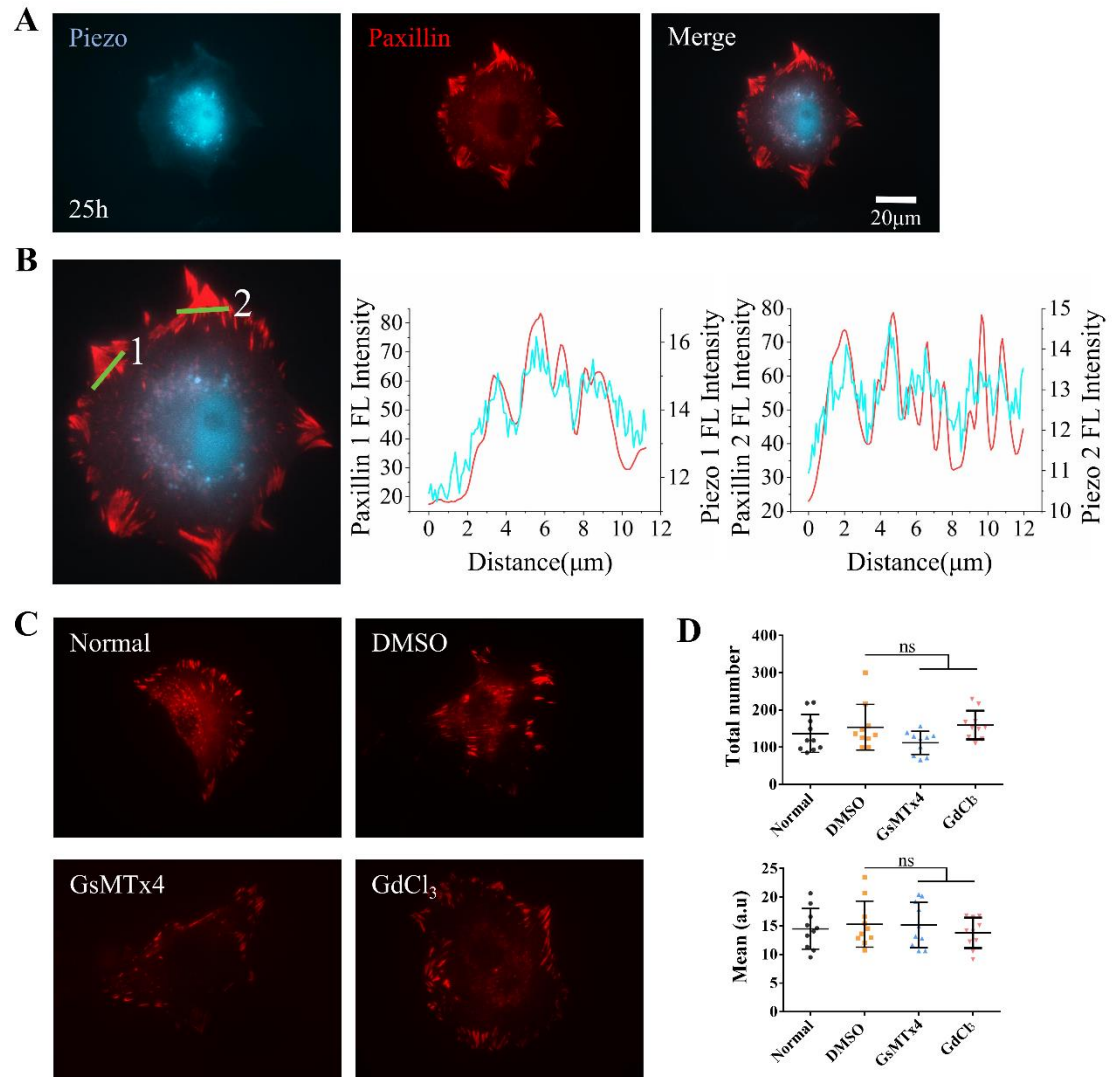 A
Piezo
25h
Paxillin
Merge
20μm
B
1
2
Paxillin 1 FL Intensity
80
70
60
50
40
30
20
0 2 4 6 8 10 12
Distance(μm)
16
14
12
Piezo 1 FL Intensity
Paxillin 2 FL Intensity
80
70
60
50
40
30
20
0 2 4 6 8 10 12
Distance(μm)
15
14
13
12
11
10
Piezo 2 FL Intensity
C
Normal
DMSO
GsMTx4
GdCl₃
D
Total number
400
300
200
100
0
ns
Normal
DMSO
GsMTx4
GdCl₃
Mean (a.u)
25
20
15
10
5
0
ns
Normal
DMSO
GsMTx4
GdCl₃